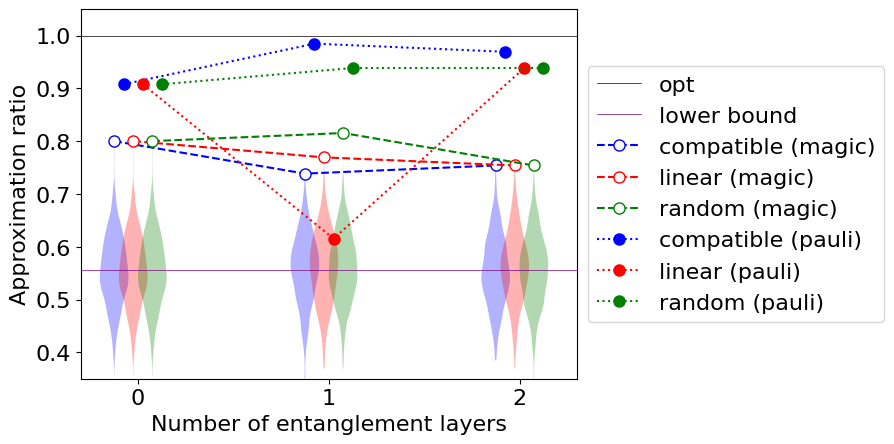 1.0
0.9
0.8
0.7
0.6
0.5
0.4
Approximation ratio
0 1 2
Number of entanglement layers
opt
lower bound
compatible (magic)
linear (magic)
random (magic)
compatible (pauli)
linear (pauli)
random (pauli)